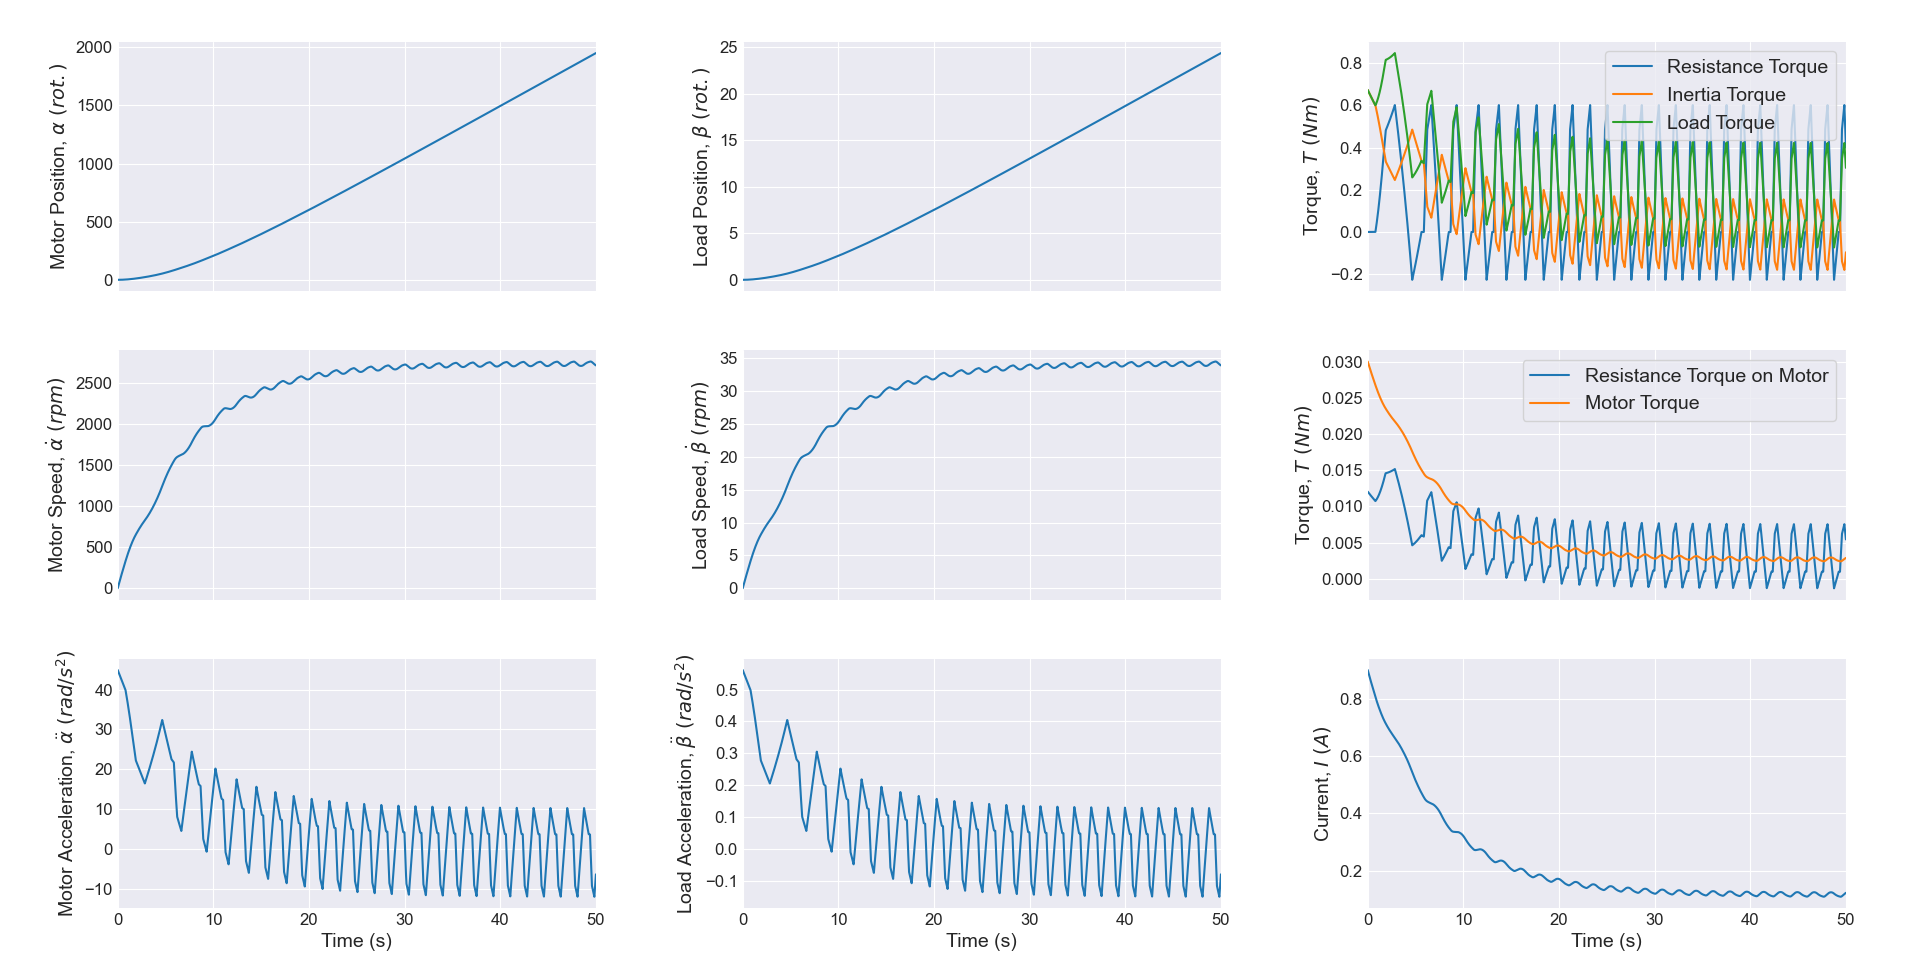 2000
1500
1000
500
0
Motor Position, α (rot. )
25
20
15
10
5
0
Load Position, β (rot. )
0.8
0.6
0.4
0.2
0.0
−0.2
Torque, T (Nm)
Resistance Torque
Inertia Torque
Load Torque
2500
2000
1500
1000
500
0
Motor Speed, α̇ (rpm)
35
30
25
20
15
10
5
0
Load Speed, β̇ (rpm)
0.030
0.025
0.020
0.015
0.010
0.005
0.000
Torque, T (Nm)
Resistance Torque on Motor
Motor Torque
40
30
20
10
0
−10
Motor Acceleration, α̈ (rad/s²)
0 10 20 30 40 50
Time (s)
0.5
0.4
0.3
0.2
0.1
0.0
−0.1
Load Acceleration, β̈ (rad/s²)
0 10 20 30 40 50
Time (s)
0.8
0.6
0.4
0.2
Current, I (A)
0 10 20 30 40 50
Time (s)